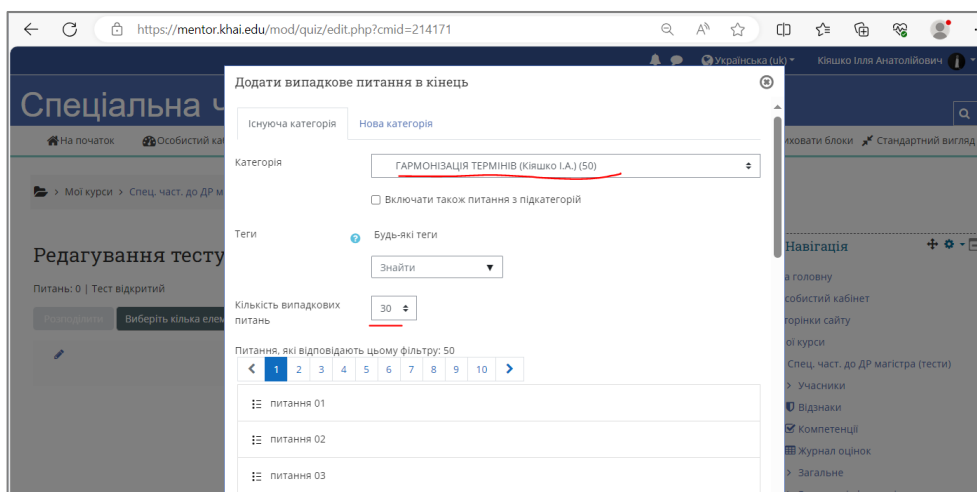 https://mentor.khai.edu/mod/quiz/edit.php?cmid=214171
Українська (uk)
Кіяшко Ілля Анатолійович
Спеціальна ч
На початок
Особистий ка
ховати блоки
Стандартний вигляд
Мої курси > Спец. част. до ДР м
Редагування тесту
Питань: 0 | Тест відкритий
Виберіть кілька елем
Додати випадкове питання в кінець
Існуюча категорія
Нова категорія
Категорія
ГАРМОНІЗАЦІЯ ТЕРМІНІВ (Кіяшко І.А.) (50)
Включати також питання з підкатегорій
Теги
Будь-які теги
Знайти
Кількість випадкових
питань
30
Питання, які відповідають цьому фільтру: 50
1 2 3 4 5 6 7 8 9 10
питання 01
питання 02
питання 03
Навігація
а головну
собистий кабінет
торінки сайту
ої курси
Спец. част. до ДР магістра (тести)
> Учасники
Відзнаки
Компетенції
Журнал оцінок
> Загальне